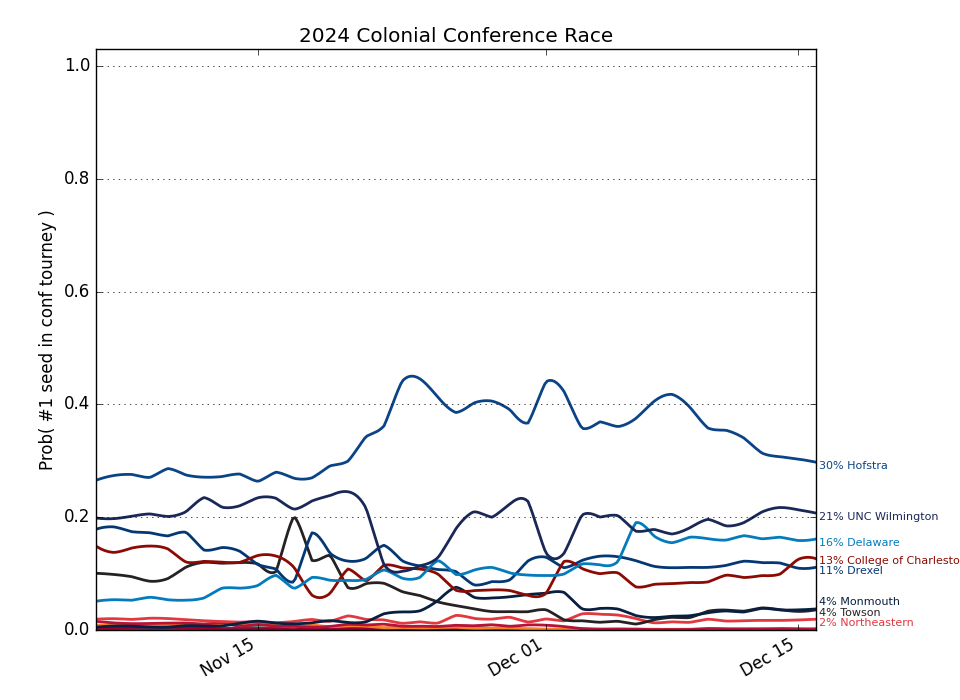 2024 Colonial Conference Race
Prob( #1 seed in conf tourney )
1.0
0.8
0.6
0.4
0.2
0.0
Nov 15
Dec 01
Dec 15
30% Hofstra
21% UNC Wilmington
16% Delaware
13% College of Charlesto
11% Drexel
4% Monmouth
4% Towson
2% Northeastern